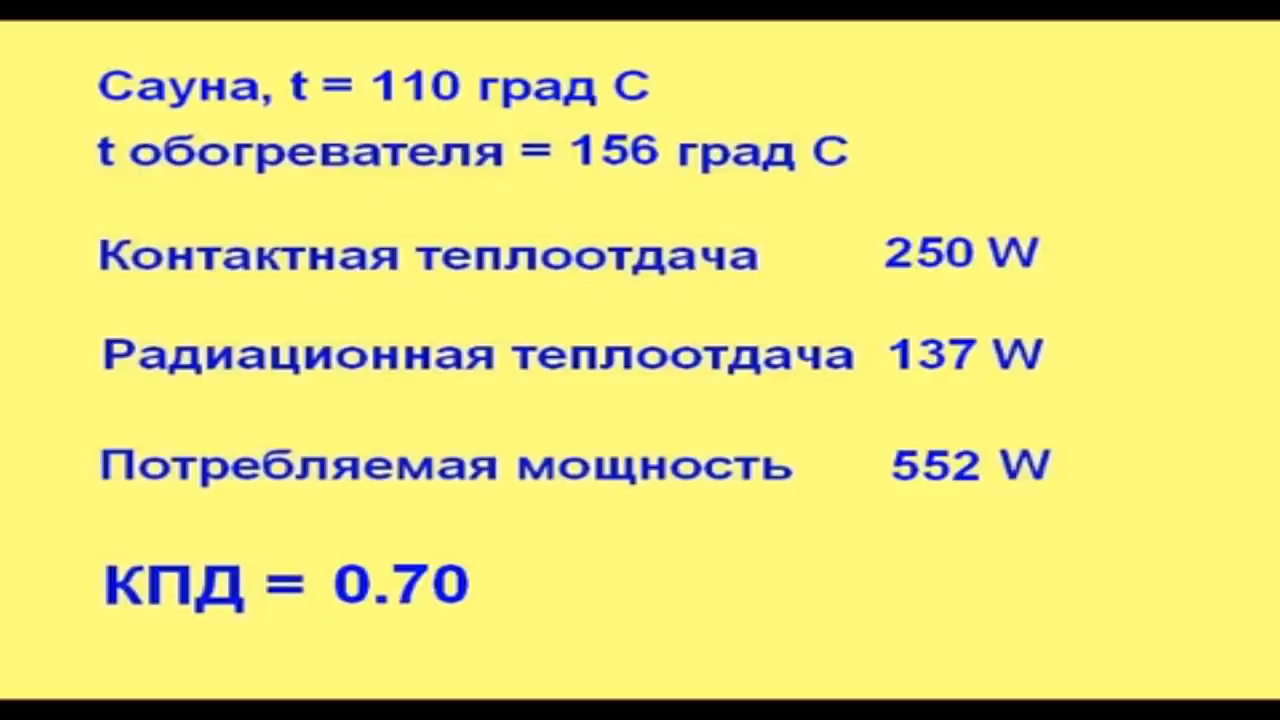 Сауна, t = 110 град С
t обогревателя = 156 град С
Контактная теплоотдача 250 W
Радиационная теплоотдача 137 W
Потребляемая мощность 552 W
КПД = 0.70